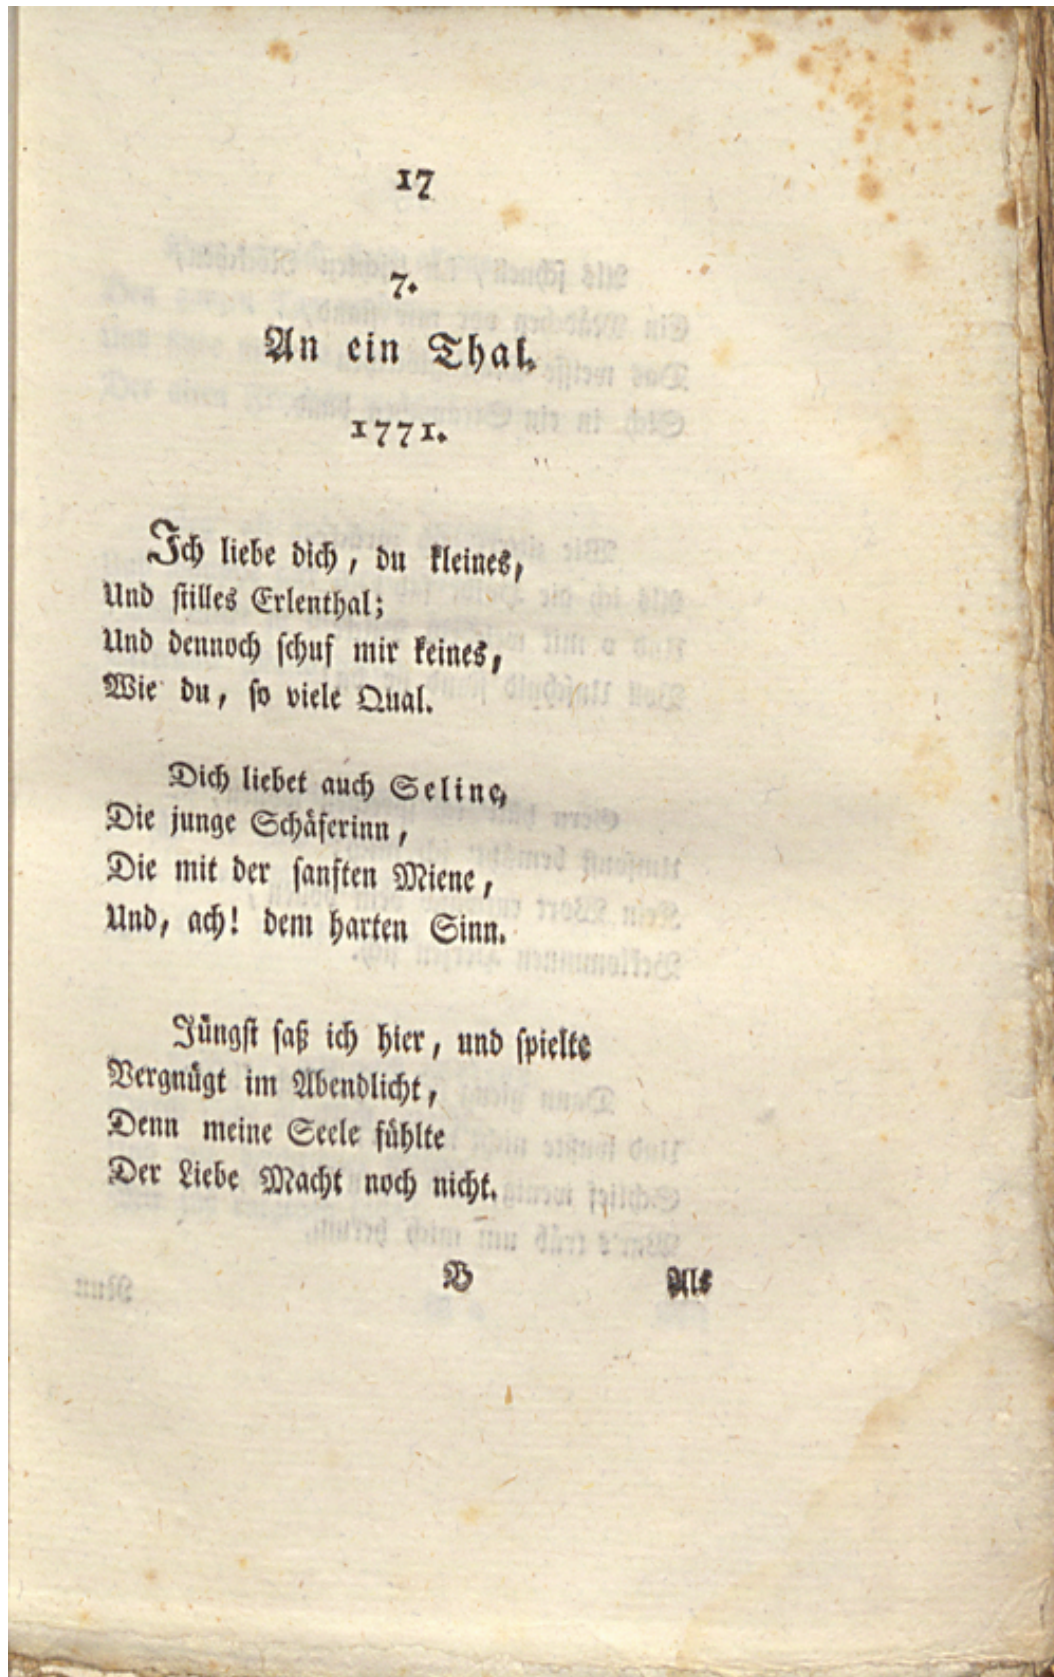 17
7.
An ein Thal.
1771.
Ich liebe dich, du kleines,
Und stilles Erlenthal;
Und dennoch schuf mir keines,
Wie du, so viele Qual.
Dich liebet auch Seline,
Die junge Schäferinn,
Die mit der sanften Miene,
Und, ach! dem harten Sinn.
Jüngst saß ich hier, und spielte
Vergnügt im Abendlicht,
Denn meine Seele fühlte
Der Liebe Macht noch nicht.
B
Als